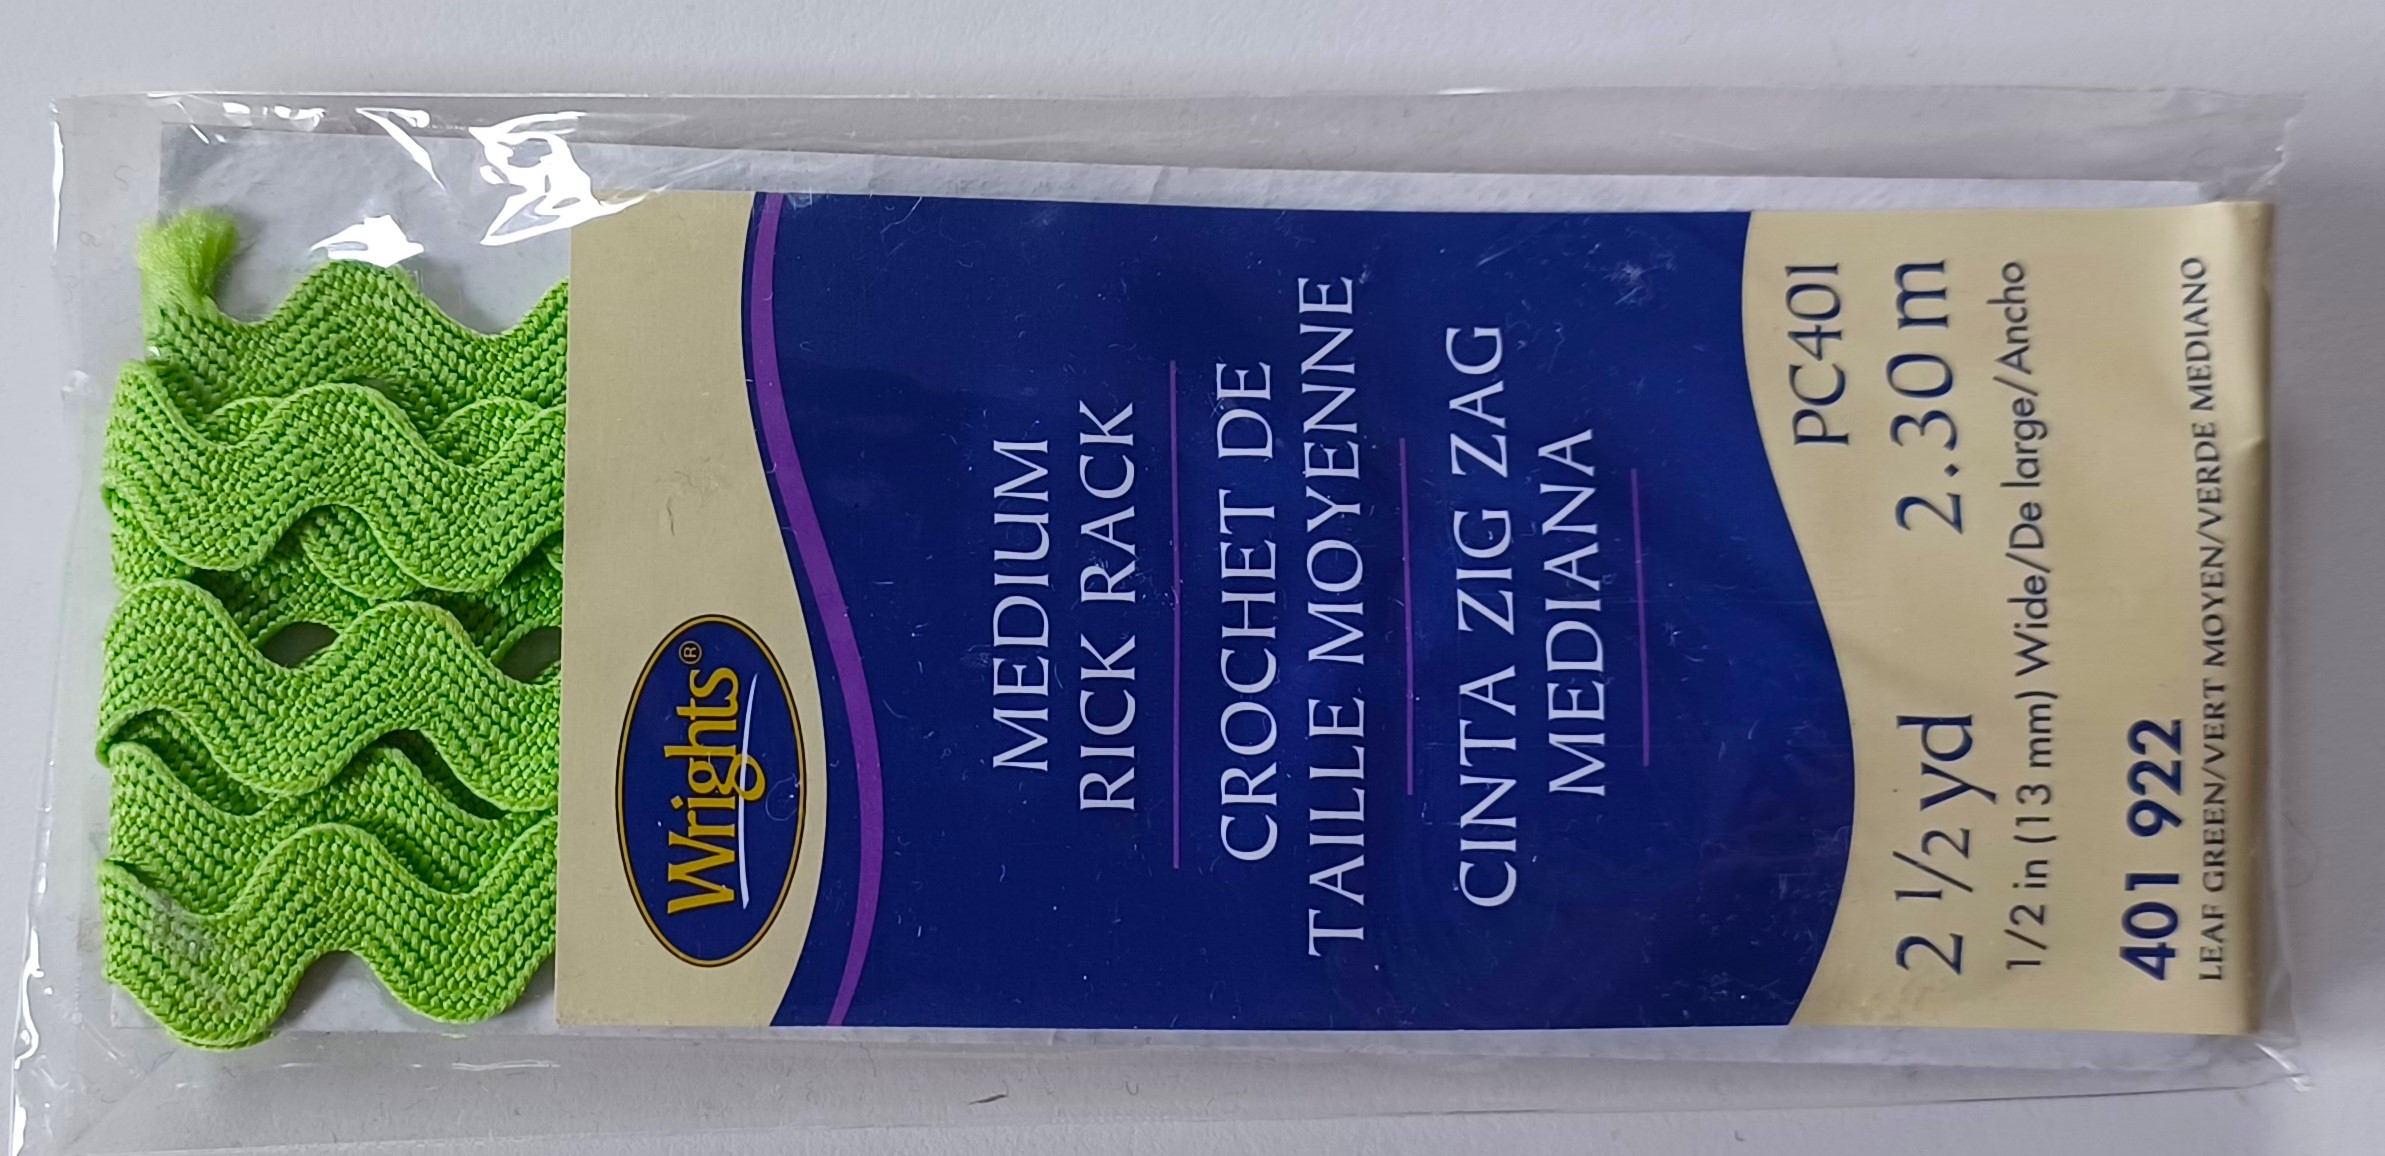 Wrights®
MEDIUM
RICK RACK
CROCHET DE
TAILLE MOYENNE
CINTA ZIG ZAG
MEDIANA
PC401
2 1/2 yd 2.30 m
1/2 in (13 mm) Wide/De large/Ancho
401 922
LEAF GREEN/VERT MOYEN/VERDE MEDIANO